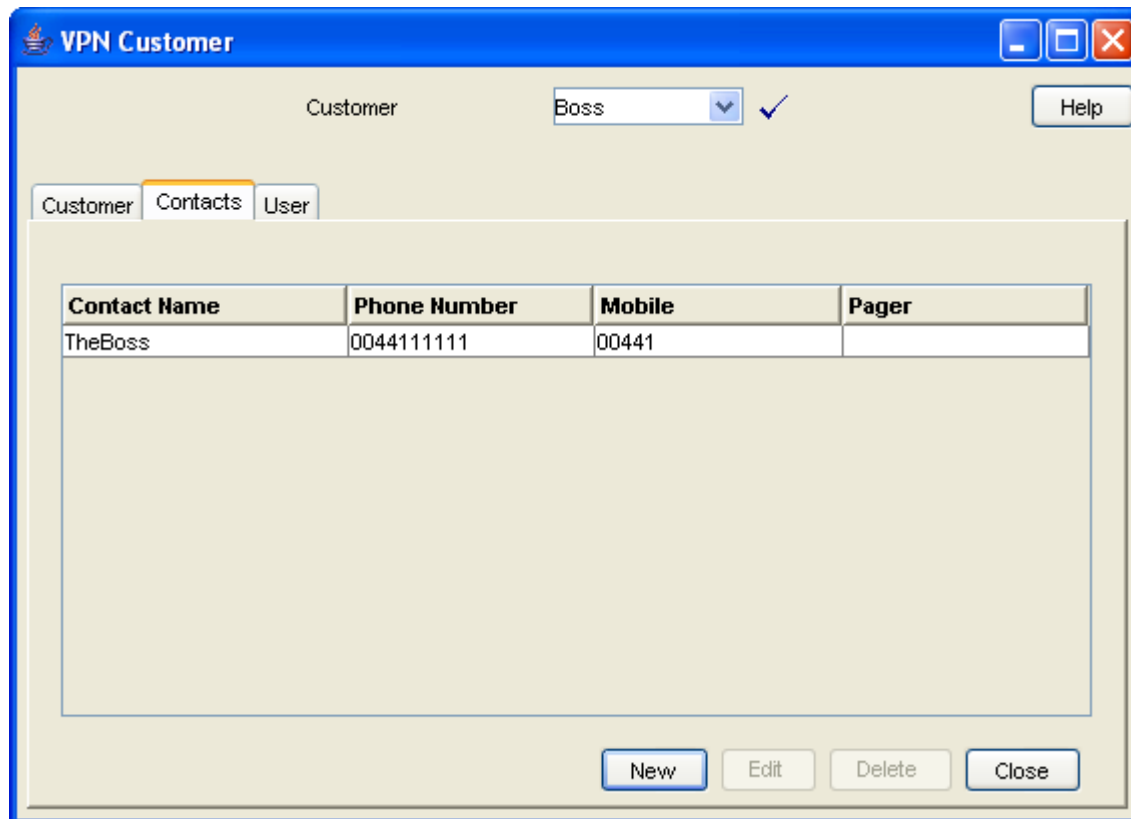 VPN Customer
Customer Boss Help
Customer Contacts User
Contact Name Phone Number Mobile Pager
TheBoss 0044111111 00441
New Edit Delete Close